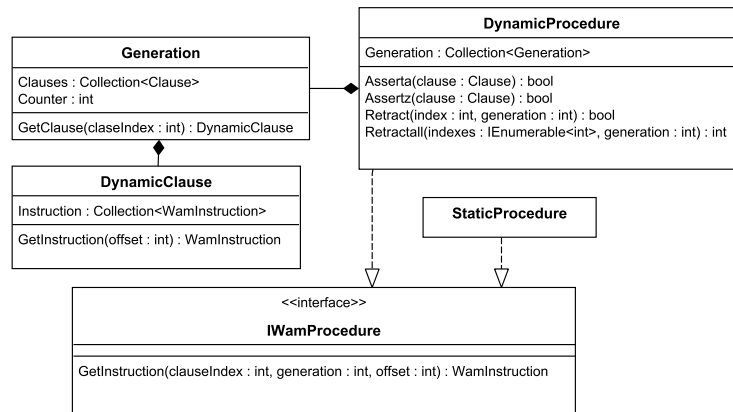 DynamicProcedure
Generation : Collection<Generation>
Asserta(clause : Clause) : bool
Assertz(clause : Clause) : bool
Retract(index : int, generation : int) : bool
Retractall(indexes : IEnumerable<int>, generation : int) : int
Generation
Clauses : Collection<Clause>
Counter : int
GetClause(claseIndex : int) : DynamicClause
DynamicClause
Instruction : Collection<WamInstruction>
GetInstruction(offset : int) : WamInstruction
StaticProcedure
<<interface>>
IWamProcedure
GetInstruction(clauseIndex : int, generation : int, offset : int) : WamInstruction